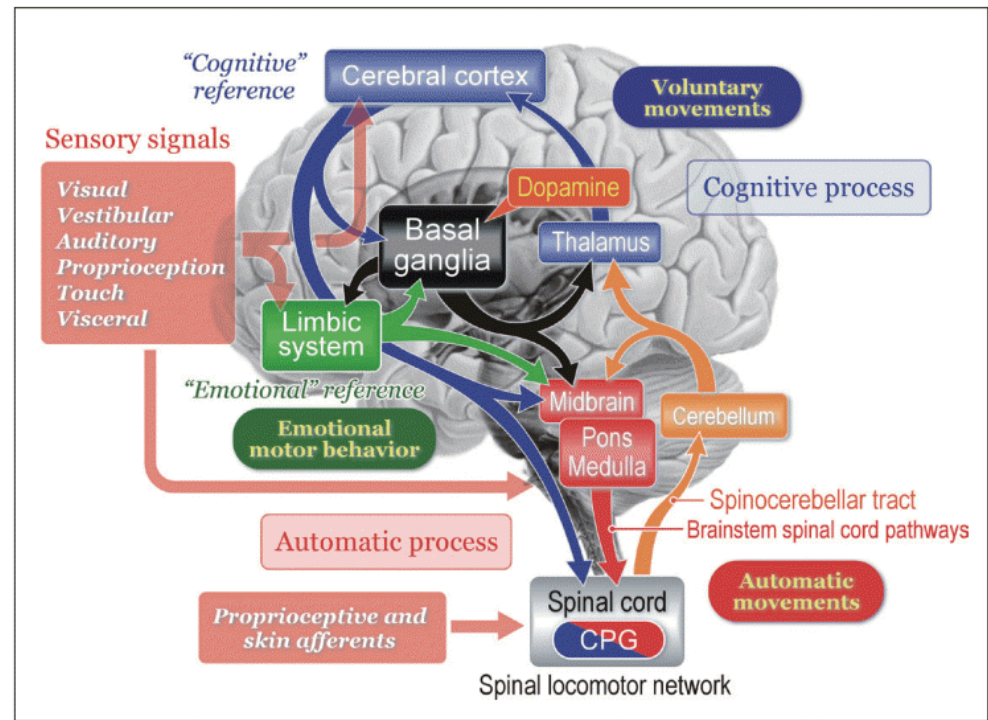 “Cognitive”
reference
Cerebral cortex
Voluntary
movements
Sensory signals
Visual
Vestibular
Auditory
Proprioception
Touch
Visceral
Dopamine
Cognitive process
Basal
ganglia
Thalamus
Limbic
system
“Emotional” reference
Emotional
motor behavior
Midbrain
Pons
Medulla
Cerebellum
Spinocerebellar tract
Brainstem spinal cord pathways
Automatic process
Automatic
movements
Proprioceptive and
skin afferents
Spinal cord
CPG
Spinal locomotor network